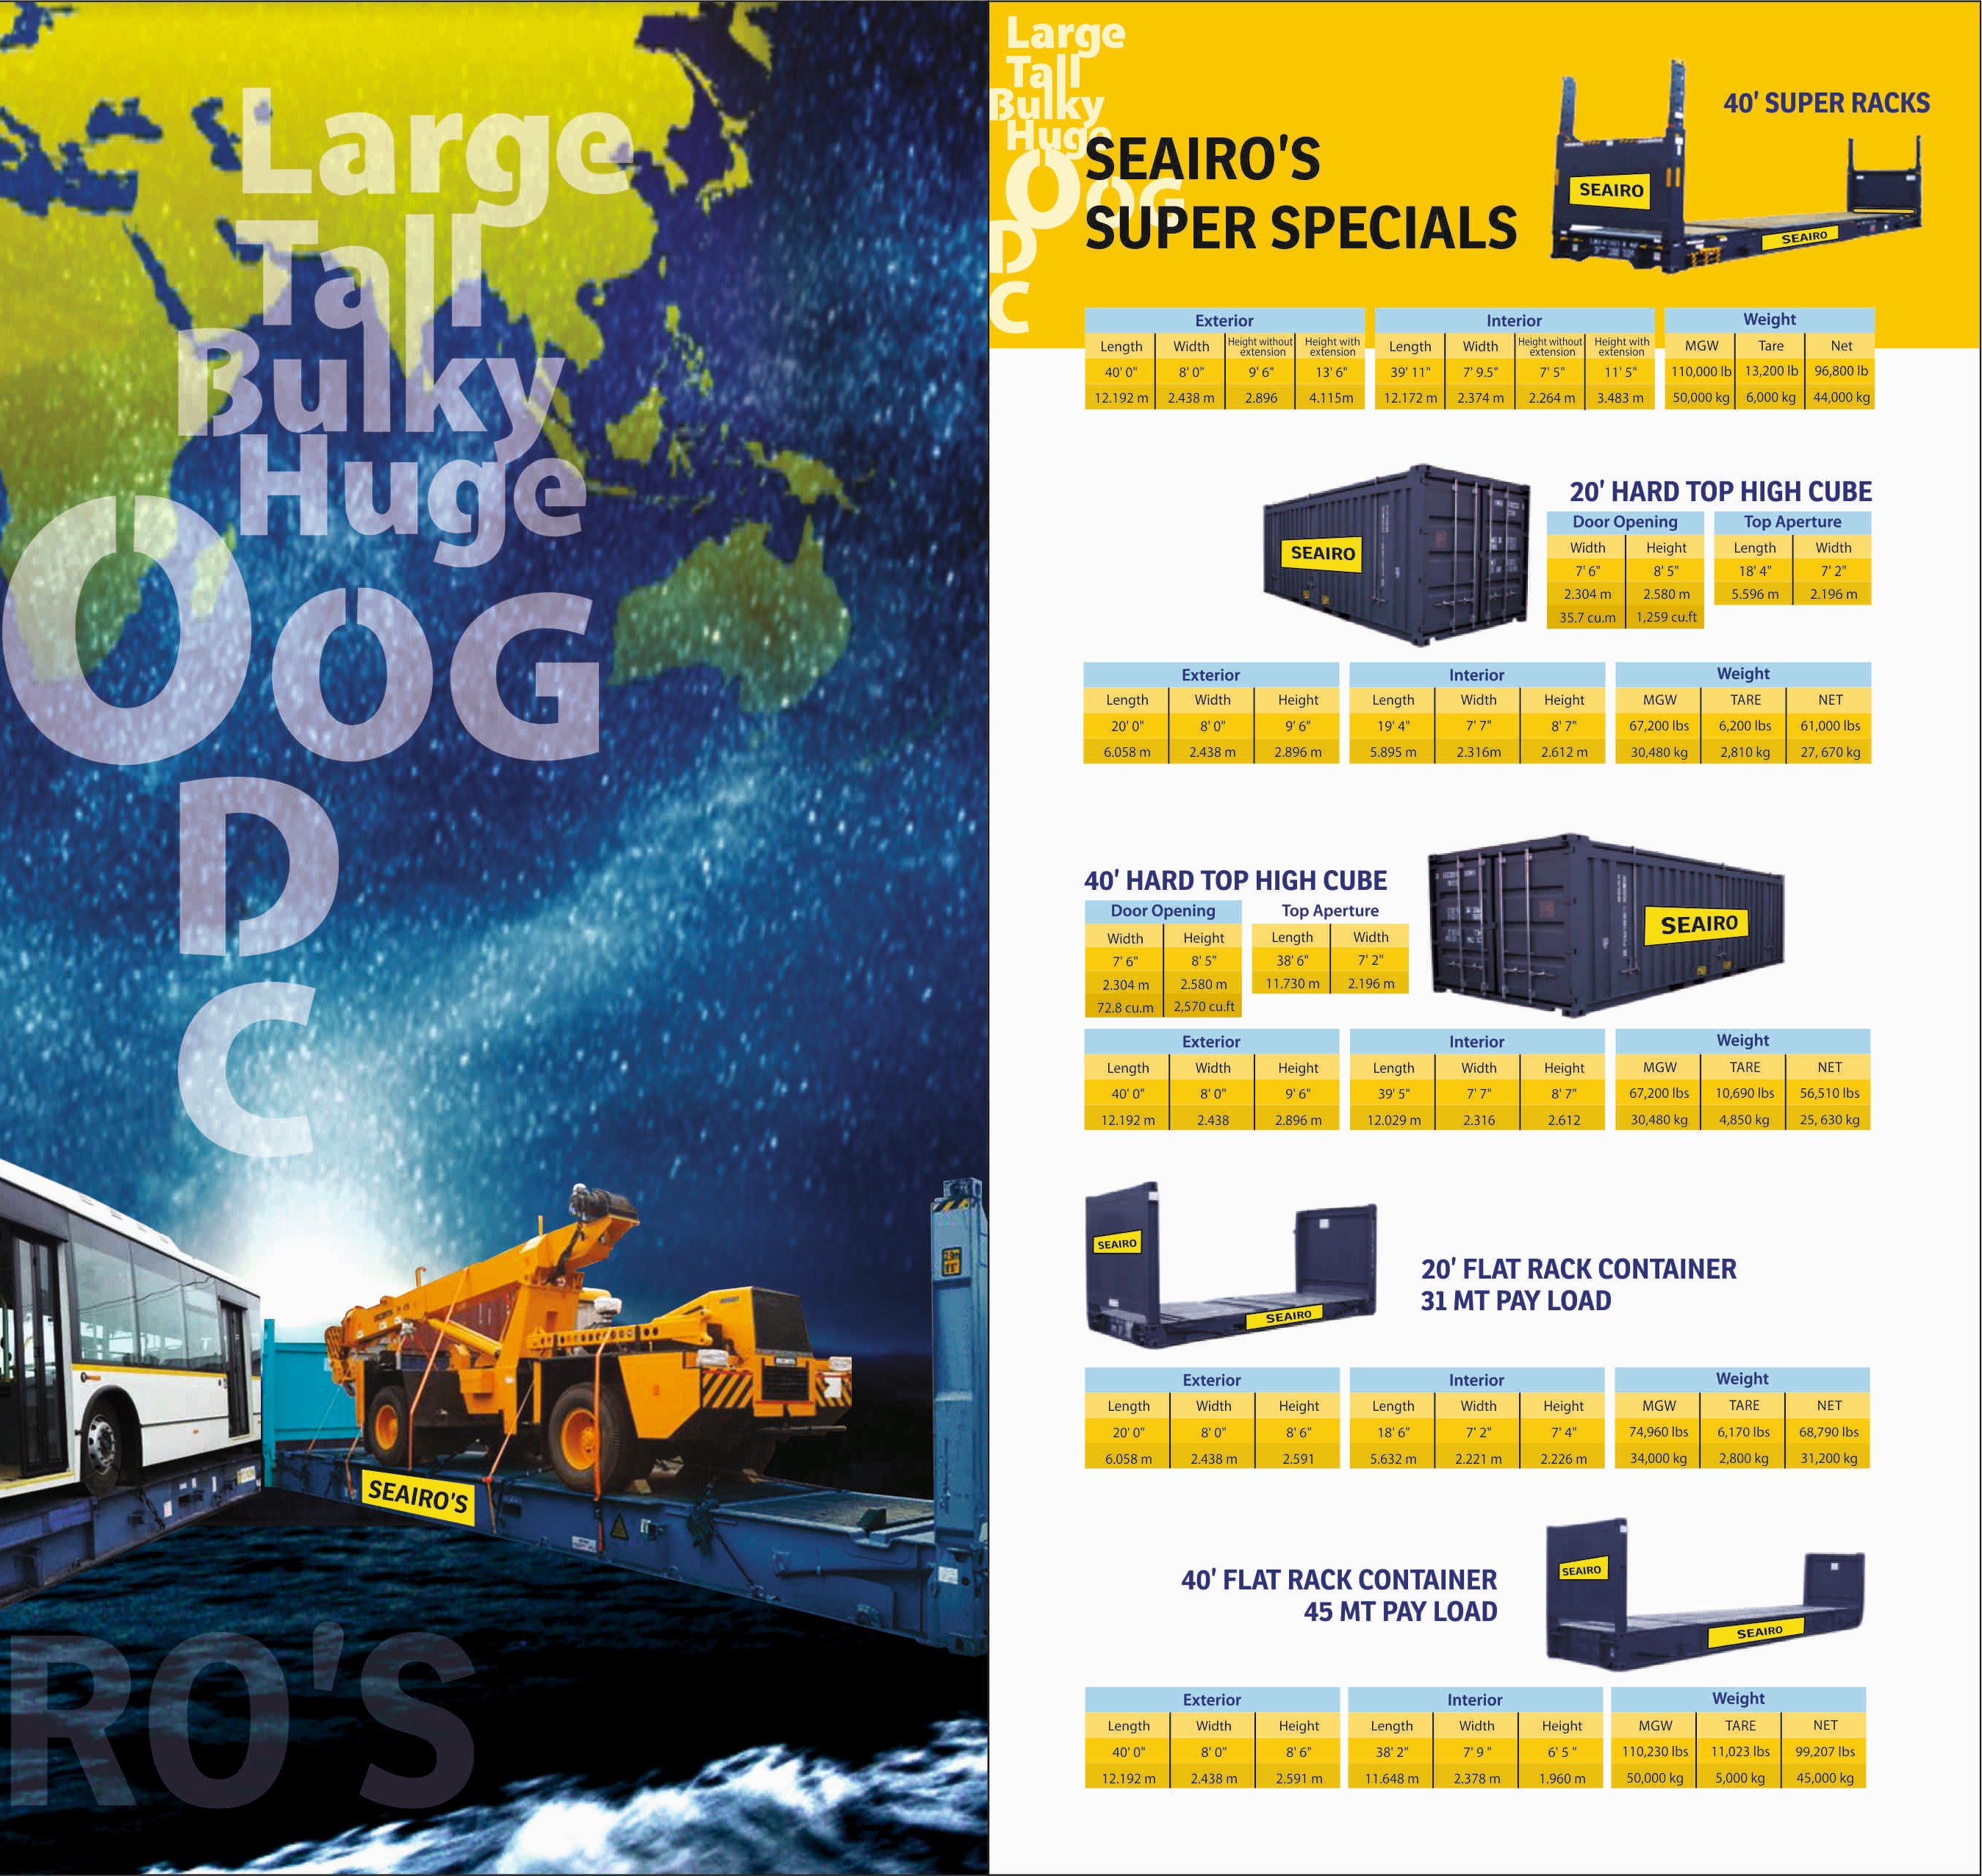 Large
Tall
Bulky
Huge
OOG
D
C
SEAIRO'S
RO'S
Large
Tall
Bulky
Huge
OOG
D
C
SEAIRO'S
SUPER SPECIALS
40' SUPER RACKS
SEAIRO
SEAIRO
Exterior Interior Weight
Length Width Height without extension Height with extension Length Width Height without extension Height with extension MGW Tare Net
40' 0" 8' 0" 9' 6" 13' 6" 39' 11" 7' 9.5" 7' 5" 11' 5" 110,000 lb 13,200 lb 96,800 lb
12.192 m 2.438 m 2.896 4.115m 12.172 m 2.374 m 2.264 m 3.483 m 50,000 kg 6,000 kg 44,000 kg
SEAIRO
20' HARD TOP HIGH CUBE
Door Opening Top Aperture
Width Height Length Width
7' 6" 8' 5" 18' 4" 7' 2"
2.304 m 2.580 m 5.596 m 2.196 m
35.7 cu.m 1,259 cu.ft
Exterior Interior Weight
Length Width Height Length Width Height MGW TARE NET
20' 0" 8' 0" 9' 6" 19' 4" 7' 7" 8' 7" 67,200 lbs 6,200 lbs 61,000 lbs
6.058 m 2.438 m 2.896 m 5.895 m 2.316m 2.612 m 30,480 kg 2,810 kg 27, 670 kg
40' HARD TOP HIGH CUBE
Door Opening Top Aperture
Width Height Length Width
7' 6" 8' 5" 38' 6" 7' 2"
2.304 m 2.580 m 11.730 m 2.196 m
72.8 cu.m 2,570 cu.ft
SEAIRO
Exterior Interior Weight
Length Width Height Length Width Height MGW TARE NET
40' 0" 8' 0" 9' 6" 39' 5" 7' 7" 8' 7" 67,200 lbs 10,690 lbs 56,510 lbs
12.192 m 2.438 2.896 m 12.029 m 2.316 2.612 30,480 kg 4,850 kg 25, 630 kg
SEAIRO
SEAIRO
20' FLAT RACK CONTAINER
31 MT PAY LOAD
Exterior Interior Weight
Length Width Height Length Width Height MGW TARE NET
20' 0" 8' 0" 8' 6" 18' 6" 7' 2" 7' 4" 74,960 lbs 6,170 lbs 68,790 lbs
6.058 m 2.438 m 2.591 5.632 m 2.221 m 2.226 m 34,000 kg 2,800 kg 31,200 kg
40' FLAT RACK CONTAINER
45 MT PAY LOAD
SEAIRO
SEAIRO
Exterior Interior Weight
Length Width Height Length Width Height MGW TARE NET
40' 0" 8' 0" 8' 6" 38' 2" 7' 9 " 6' 5 " 110,230 lbs 11,023 lbs 99,207 lbs
12.192 m 2.438 m 2.591 m 11.648 m 2.378 m 1.960 m 50,000 kg 5,000 kg 45,000 kg